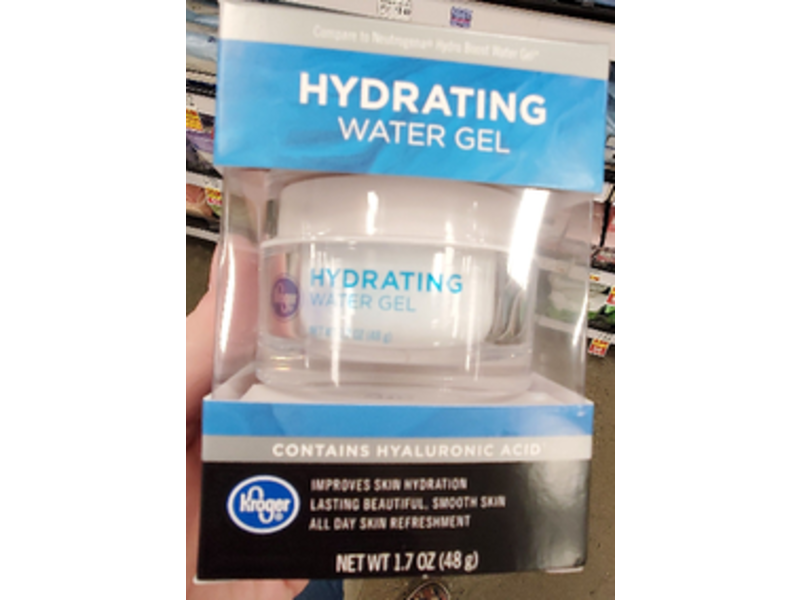 Compare to Neutrogena® Hydro Boost Water Gel*
HYDRATING
WATER GEL
HYDRATING
WATER GEL
(48 g)
CONTAINS HYALURONIC ACID
Kroger
IMPROVES SKIN HYDRATION
LASTING BEAUTIFUL, SMOOTH SKIN
ALL DAY SKIN REFRESHMENT
NET WT 1.7 OZ (48 g)